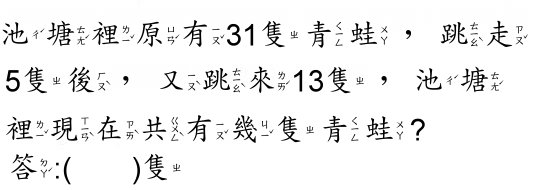 池塘裡原有31隻青蛙，跳走
5隻後，又跳來13隻，池塘
裡現在共有幾隻青蛙?
答:(　　)隻